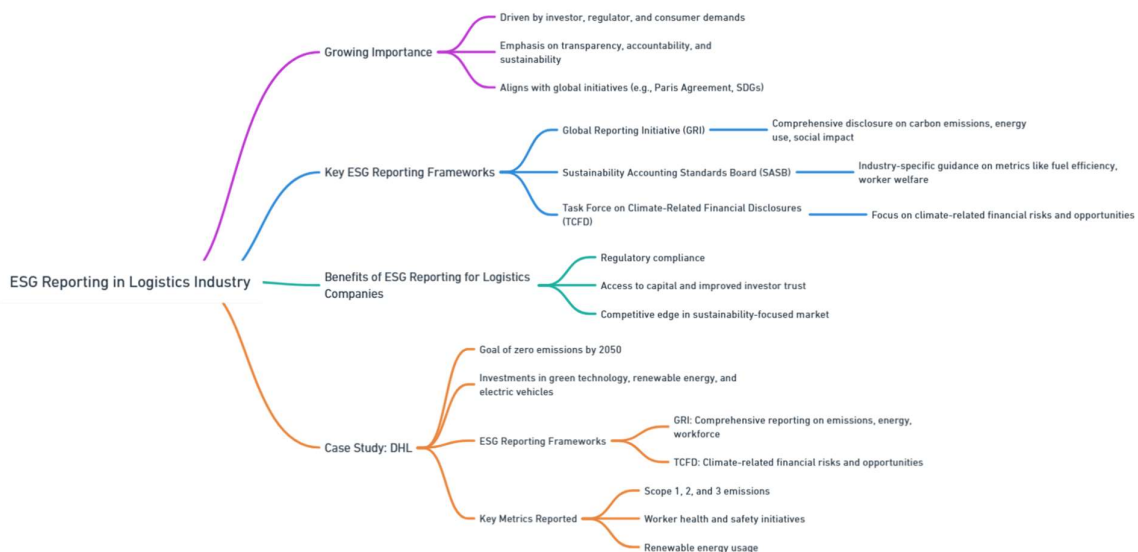 ESG Reporting in Logistics Industry
Growing Importance
Driven by investor, regulator, and consumer demands
Emphasis on transparency, accountability, and
sustainability
Aligns with global initiatives (e.g., Paris Agreement, SDGs)
Key ESG Reporting Frameworks
Global Reporting Initiative (GRI)
Comprehensive disclosure on carbon emissions, energy
use, social impact
Sustainability Accounting Standards Board (SASB)
Industry-specific guidance on metrics like fuel efficiency,
worker welfare
Task Force on Climate-Related Financial Disclosures
(TCFD)
Focus on climate-related financial risks and opportunities
Benefits of ESG Reporting for Logistics
Companies
Regulatory compliance
Access to capital and improved investor trust
Competitive edge in sustainability-focused market
Case Study: DHL
Goal of zero emissions by 2050
Investments in green technology, renewable energy, and
electric vehicles
ESG Reporting Frameworks
GRI: Comprehensive reporting on emissions, energy,
workforce
TCFD: Climate-related financial risks and opportunities
Key Metrics Reported
Scope 1, 2, and 3 emissions
Worker health and safety initiatives
Renewable energy usage